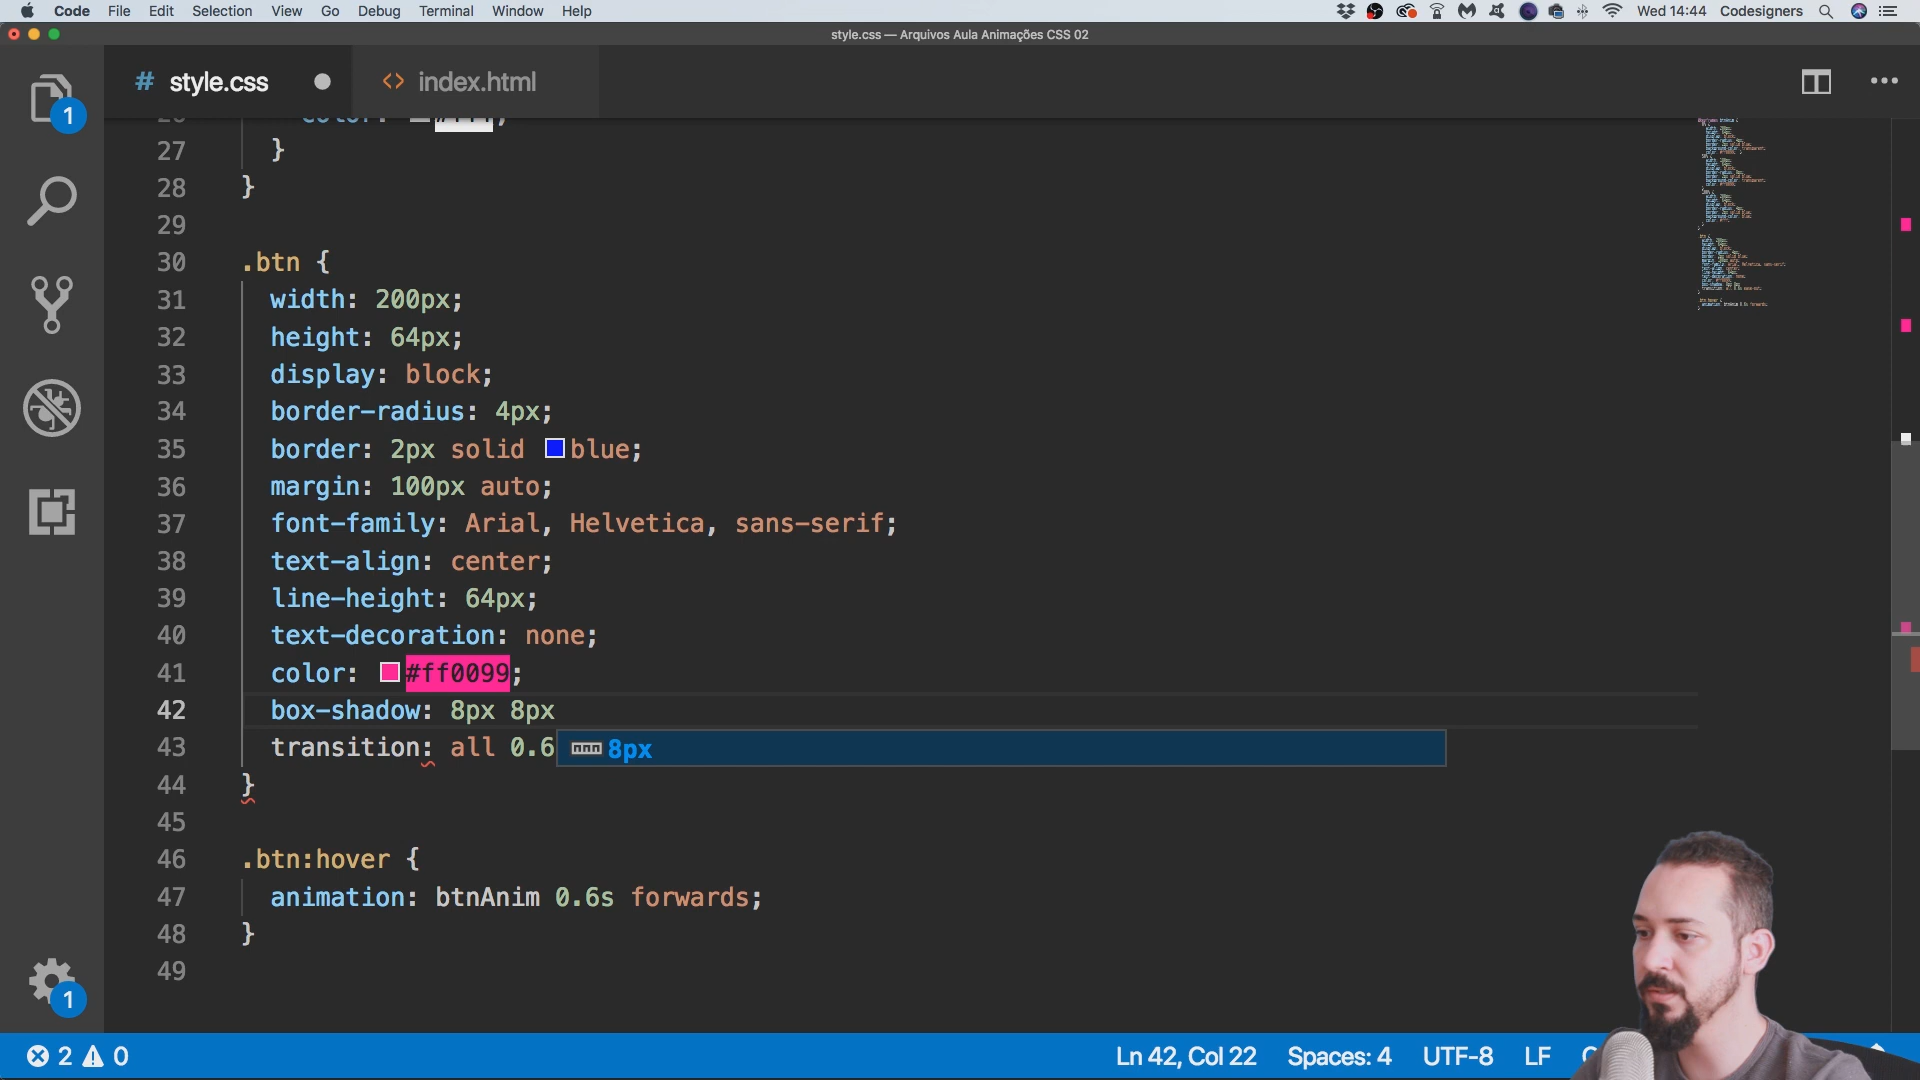 Code File Edit Selection View Go Debug Terminal Window Help Wed 14:44 Codesigners
style.css — Arquivos Aula Animações CSS 02
# style.css index.html
1
27 }
28 }
29
30 .btn {
31 width: 200px;
32 height: 64px;
33 display: block;
34 border-radius: 4px;
35 border: 2px solid blue;
36 margin: 100px auto;
37 font-family: Arial, Helvetica, sans-serif;
38 text-align: center;
39 line-height: 64px;
40 text-decoration: none;
41 color: #ff0099;
42 box-shadow: 8px 8px
43 transition: all 0.6
8px
44 }
45
46 .btn:hover {
47 animation: btnAnim 0.6s forwards;
48 }
49
1
2 0 Ln 42, Col 22 Spaces: 4 UTF-8 LF